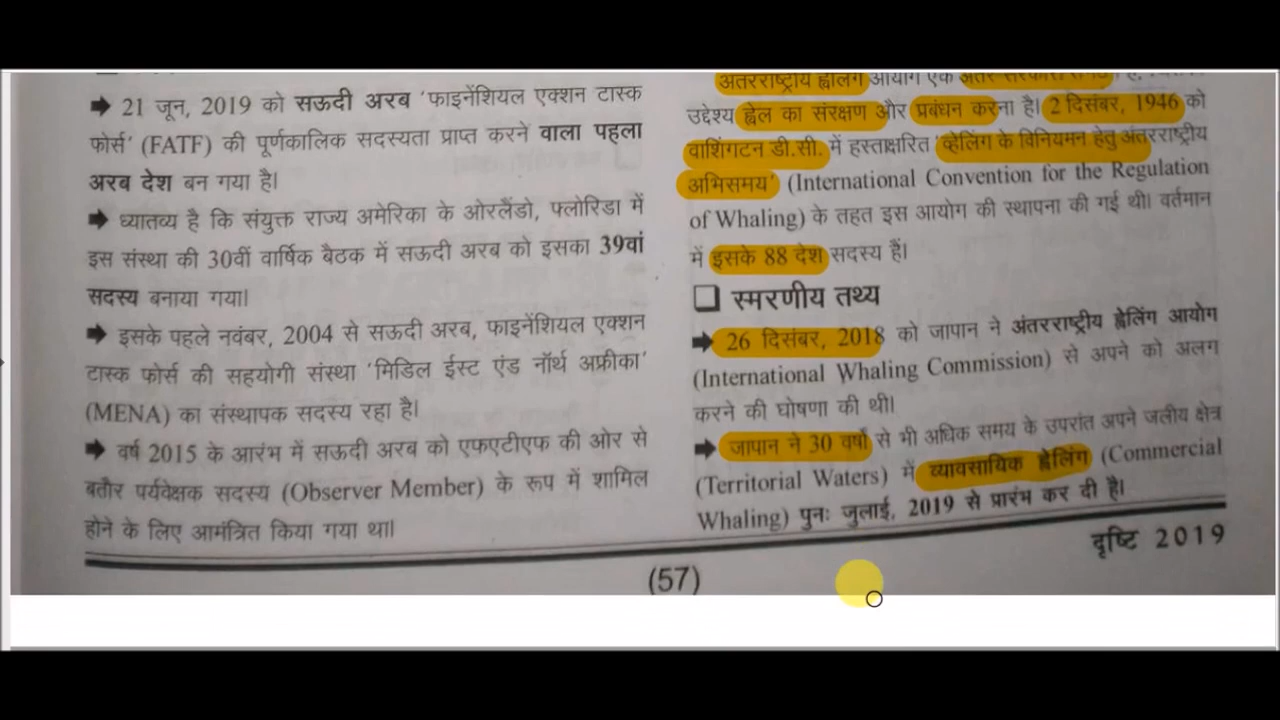 ➡ 21 जून, 2019 को सऊदी अरब 'फाइनेंशियल एक्शन टास्क
फोर्स' (FATF) की पूर्णकालिक सदस्यता प्राप्त करने वाला पहला
अरब देश बन गया है।
➡ ध्यातव्य है कि संयुक्त राज्य अमेरिका के ओरलैंडो, फ्लोरिडा में
इस संस्था की 30वीं वार्षिक बैठक में सऊदी अरब को इसका 39वां
सदस्य बनाया गया।
➡ इसके पहले नवंबर, 2004 से सऊदी अरब, फाइनेंशियल एक्शन
टास्क फोर्स की सहयोगी संस्था 'मिडिल ईस्ट एंड नॉर्थ अफ्रीका'
(MENA) का संस्थापक सदस्य रहा है।
➡ वर्ष 2015 के आरंभ में सऊदी अरब को एफएटीएफ की ओर से
बतौर पर्यवेक्षक सदस्य (Observer Member) के रूप में शामिल
होने के लिए आमंत्रित किया गया था।
अंतरराष्ट्रीय ह्वेलिंग आयोग एक
उद्देश्य ह्वेल का संरक्षण और प्रबंधन करना है। 2 दिसंबर, 1946 को
वाशिंगटन डी.सी. में हस्ताक्षरित 'व्हेलिंग के विनियमन हेतु अंतरराष्ट्रीय
अभिसमय' (International Convention for the Regulation
of Whaling) के तहत इस आयोग की स्थापना की गई थी। वर्तमान
में इसके 88 देश सदस्य हैं।
❑ स्मरणीय तथ्य
➡ 26 दिसंबर, 2018 को जापान ने अंतरराष्ट्रीय ह्वेलिंग आयोग
(International Whaling Commission) से अपने को अलग
करने की घोषणा की थी।
➡ जापान ने 30 वर्षों से भी अधिक समय के उपरांत अपने जलीय क्षेत्र
(Territorial Waters) में व्यावसायिक ह्वेलिंग (Commercial
Whaling) पुनः जुलाई, 2019 से प्रारंभ कर दी है।
दृष्टि 2019
(57)